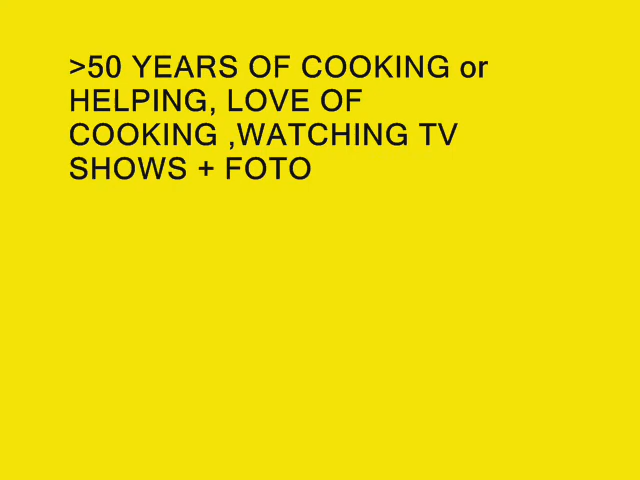 >50 YEARS OF COOKING or
HELPING, LOVE OF
COOKING ,WATCHING TV
SHOWS + FOTO